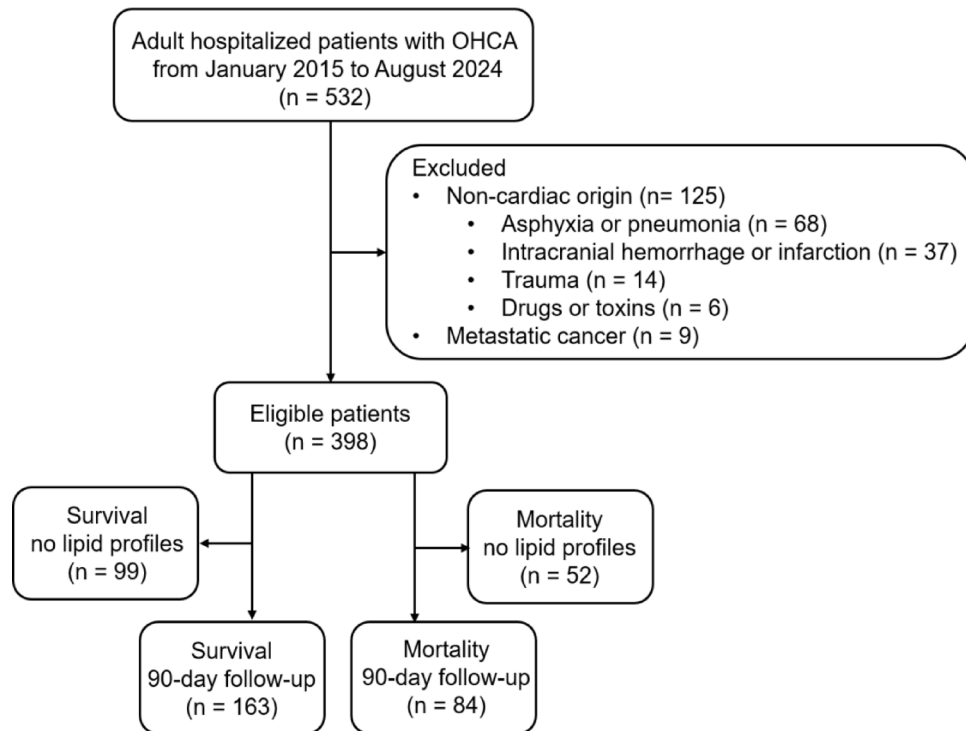 Adult hospitalized patients with OHCA
from January 2015 to August 2024
(n = 532)
Excluded
• Non-cardiac origin (n= 125)
• Asphyxia or pneumonia (n = 68)
• Intracranial hemorrhage or infarction (n = 37)
• Trauma (n = 14)
• Drugs or toxins (n = 6)
• Metastatic cancer (n = 9)
Eligible patients
(n = 398)
Survival
no lipid profiles
(n = 99)
Mortality
no lipid profiles
(n = 52)
Survival
90-day follow-up
(n = 163)
Mortality
90-day follow-up
(n = 84)